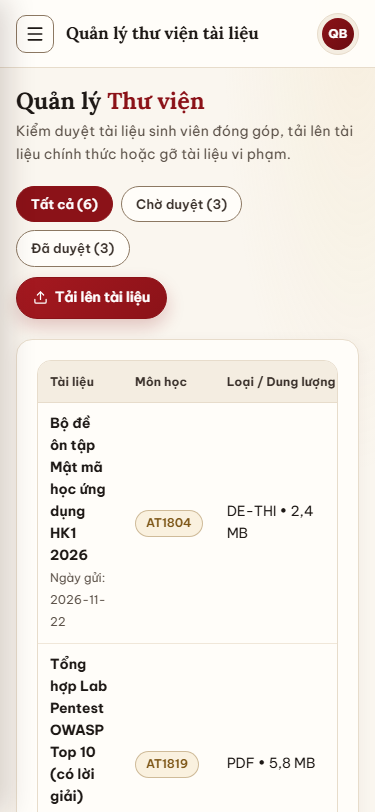 Quản lý thư viện tài liệu
QB
Quản lý Thư viện
Kiểm duyệt tài liệu sinh viên đóng góp, tải lên tài
liệu chính thức hoặc gỡ tài liệu vi phạm.
Tất cả (6)
Chờ duyệt (3)
Đã duyệt (3)
Tải lên tài liệu
Tài liệu
Môn học
Loại / Dung lượng
Bộ đề
ôn tập
Mật mã
học ứng
dụng
HK1
2026
Ngày gửi:
2026-11-
22
AT1804
DE-THI • 2,4
MB
Tổng
hợp Lab
Pentest
OWASP
Top 10
(có lời
giải)
AT1819
PDF • 5,8 MB